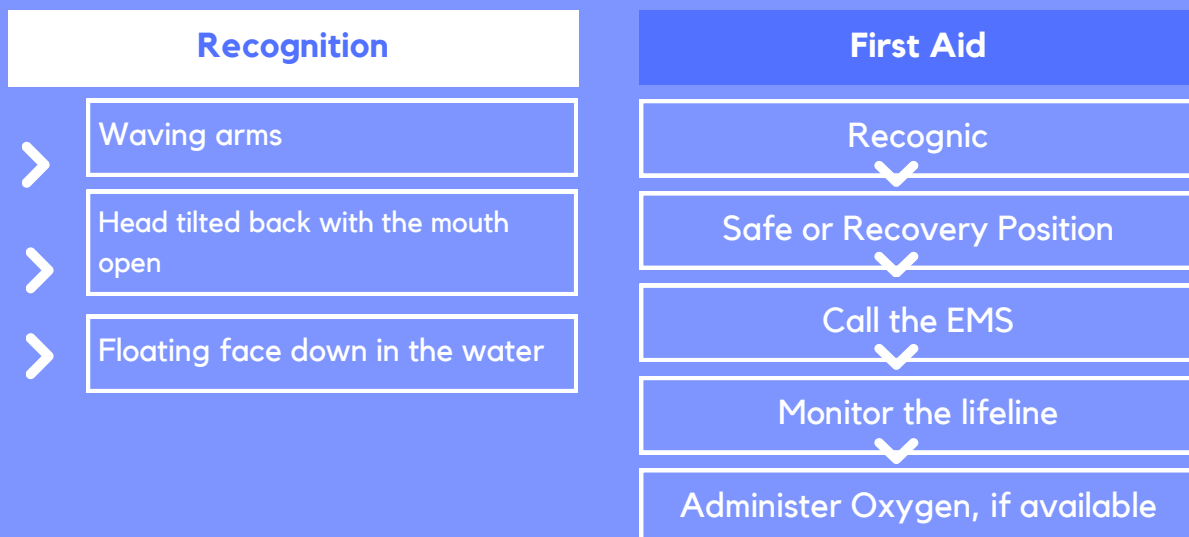 Recognition
Waving arms
Head tilted back with the mouth
open
Floating face down in the water
First Aid
Recognic
Safe or Recovery Position
Call the EMS
Monitor the lifeline
Administer Oxygen, if available